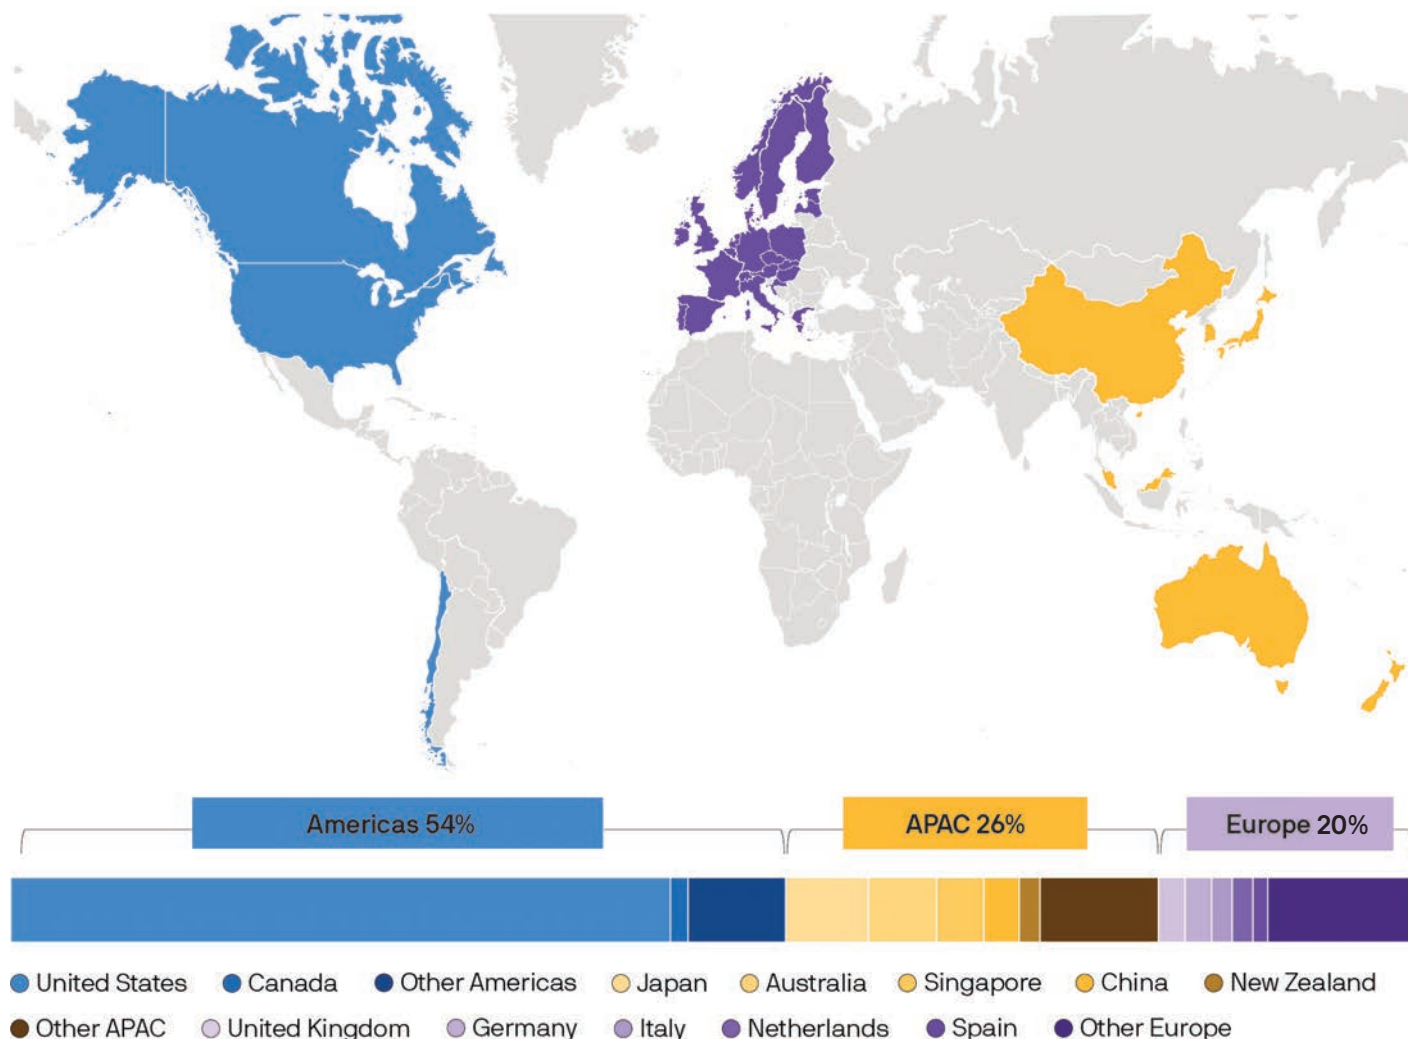 Americas 54% APAC 26% Europe 20%
United States Canada Other Americas Japan Australia Singapore China New Zealand
Other APAC United Kingdom Germany Italy Netherlands Spain Other Europe